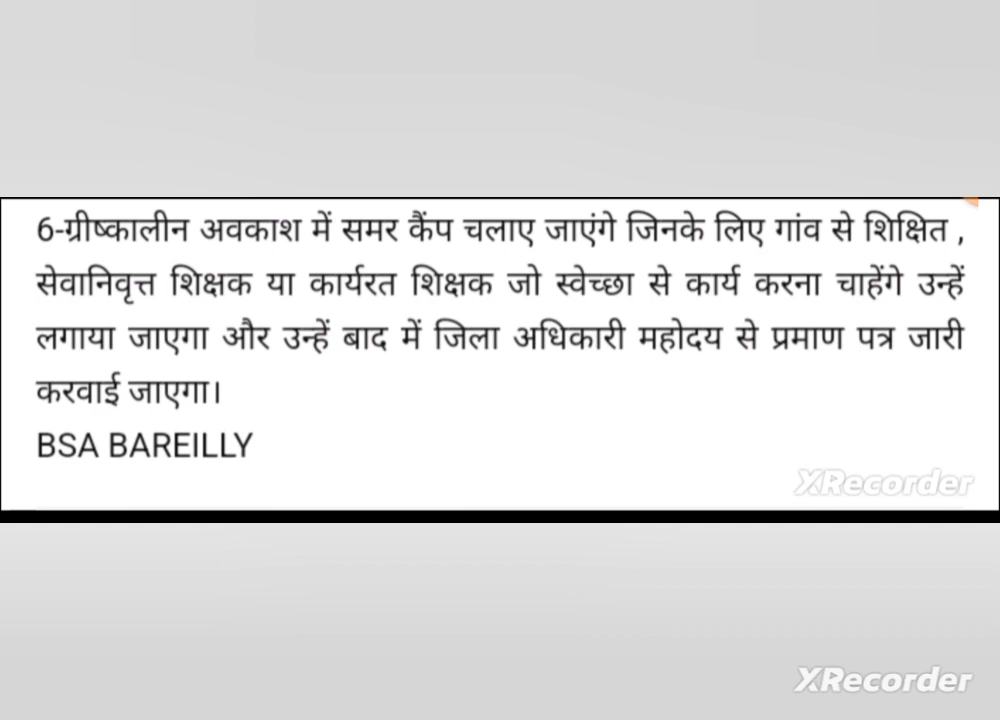 6-ग्रीष्कालीन अवकाश में समर कैंप चलाए जाएंगे जिनके लिए गांव से शिक्षित ,
सेवानिवृत्त शिक्षक या कार्यरत शिक्षक जो स्वेच्छा से कार्य करना चाहेंगे उन्हें
लगाया जाएगा और उन्हें बाद में जिला अधिकारी महोदय से प्रमाण पत्र जारी
करवाई जाएगा।
BSA BAREILLY
XRecorder
XRecorder